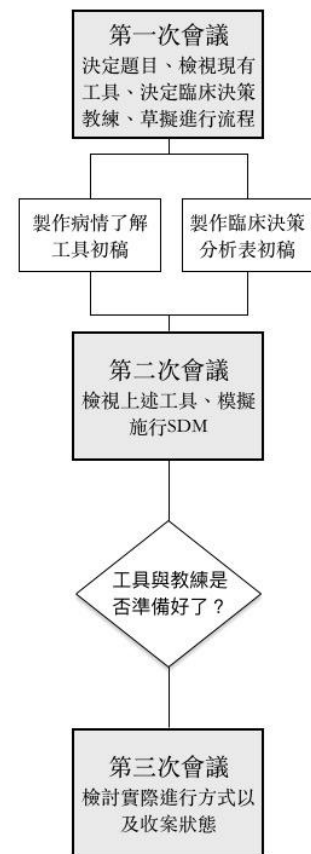 第一次會議
決定題目、檢視現有
工具、決定臨床決策
教練、草擬進行流程
製作病情了解
工具初稿
製作臨床決策
分析表初稿
第二次會議
檢視上述工具、模擬
施行SDM
工具與教練是
否準備好了？
第三次會議
檢討實際進行方式以
及收案狀態